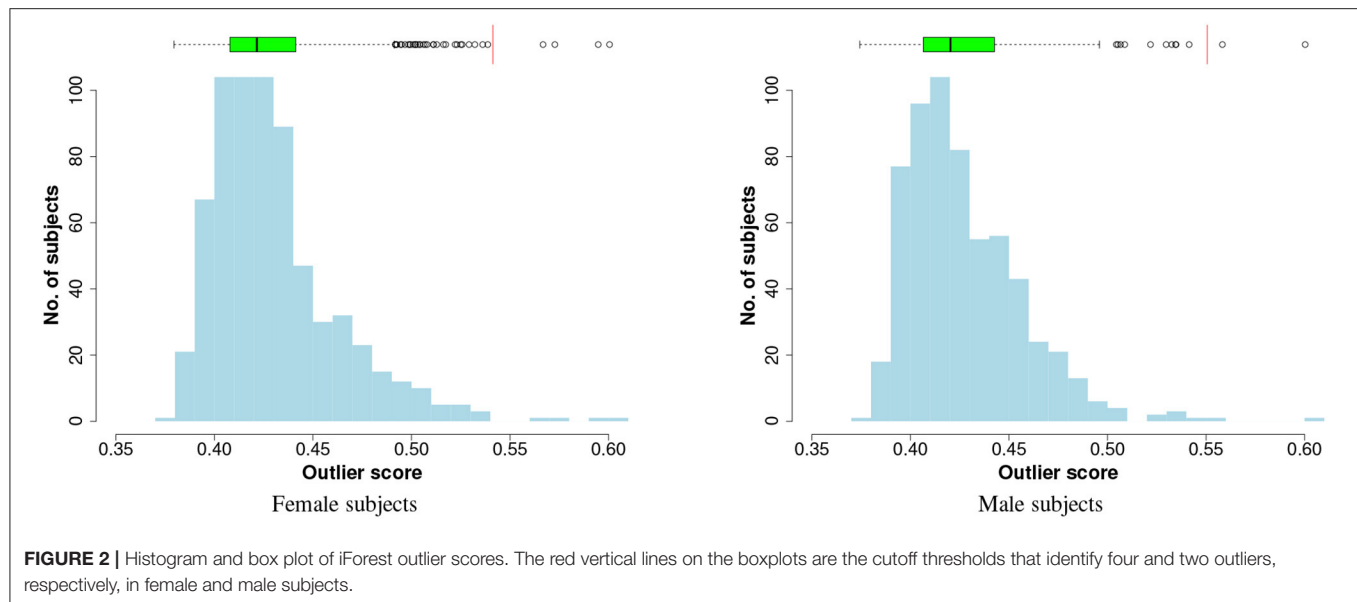 No. of subjects
100
80
60
40
20
0
0.35 0.40 0.45 0.50 0.55 0.60
Outlier score
Female subjects
No. of subjects
100
80
60
40
20
0
0.35 0.40 0.45 0.50 0.55 0.60
Outlier score
Male subjects
FIGURE 2 | Histogram and box plot of iForest outlier scores. The red vertical lines on the boxplots are the cutoff thresholds that identify four and two outliers,
respectively, in female and male subjects.